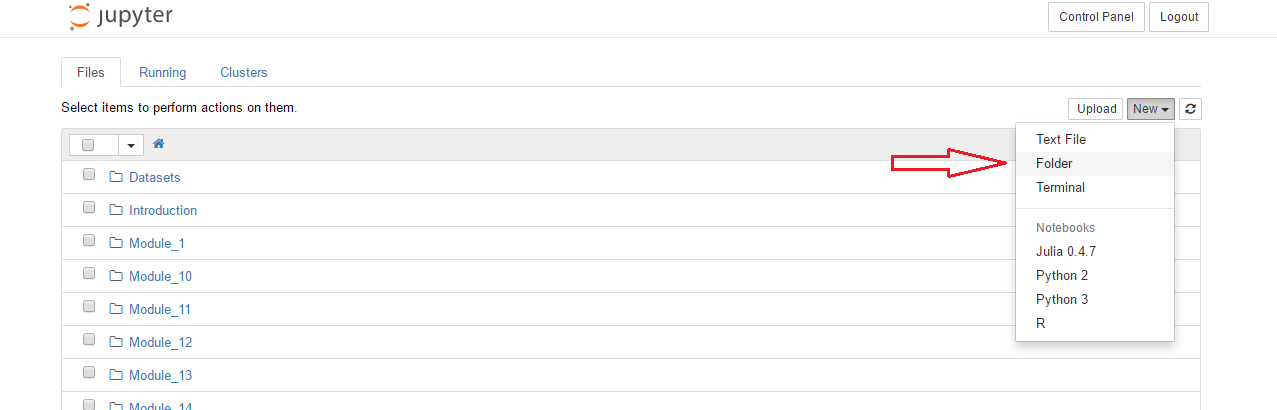 jupyter
Control Panel Logout
Files Running Clusters
Select items to perform actions on them.
Upload New
Text File
Folder
Terminal
Notebooks
Julia 0.4.7
Python 2
Python 3
R
Datasets
Introduction
Module_1
Module_10
Module_11
Module_12
Module_13
Module_14